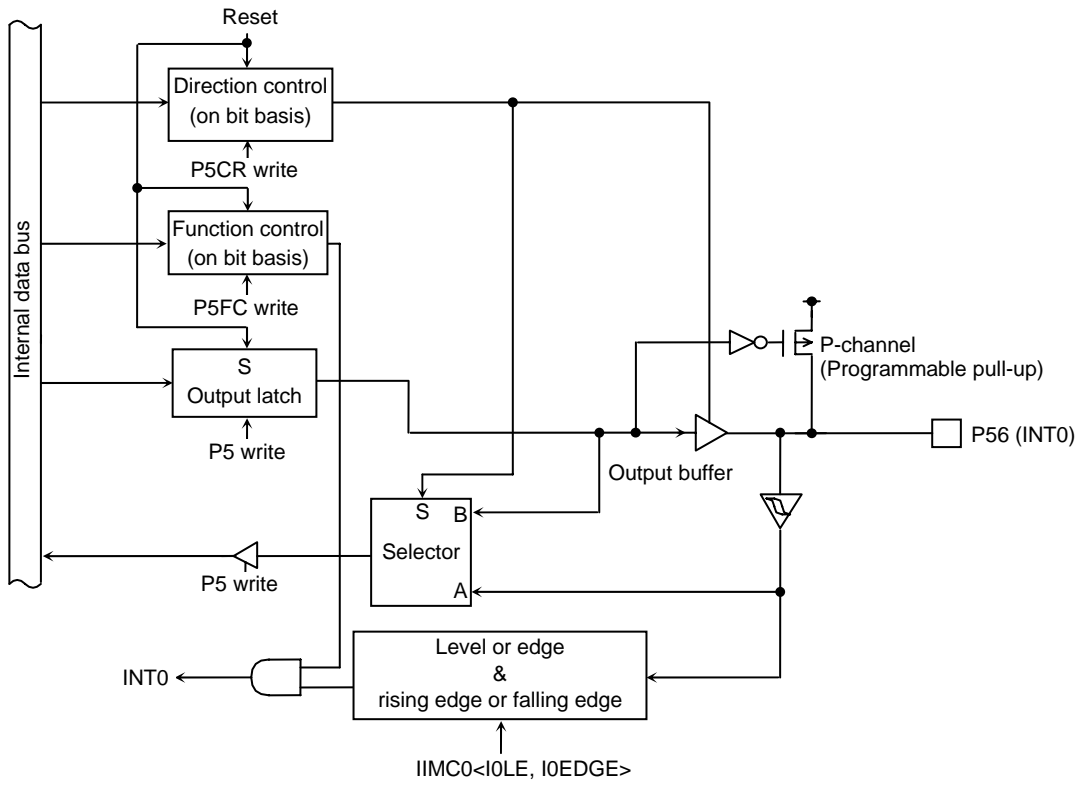 Reset
Direction control
(on bit basis)
P5CR write
Internal data bus
Function control
(on bit basis)
P5FC write
S
Output latch
P5 write
P-channel
(Programmable pull-up)
P56 (INT0)
Output buffer
S
B
Selector
A
P5 write
Level or edge
&
rising edge or falling edge
INT0
IIMC0<I0LE, I0EDGE>